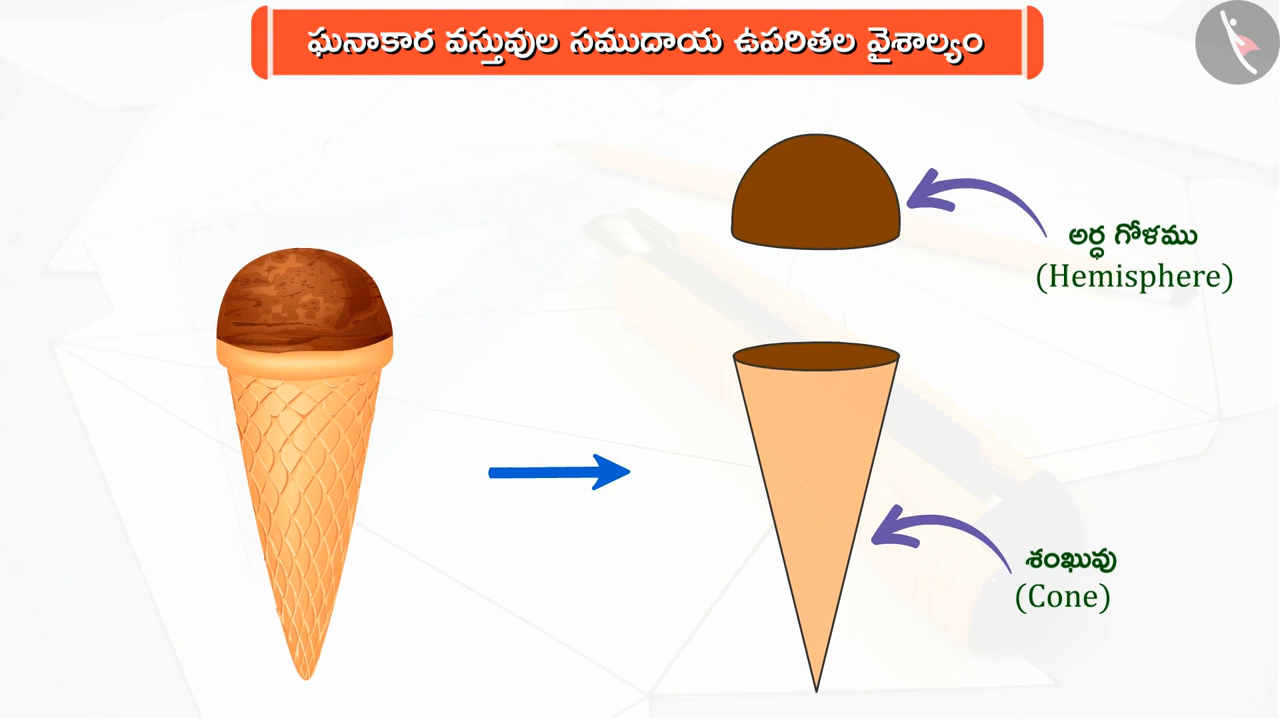 ఘనాకార వస్తువుల సముదాయ ఉపరితల వైశాల్యం
అర్ధ గోళము
(Hemisphere)
శంఖువు
(Cone)